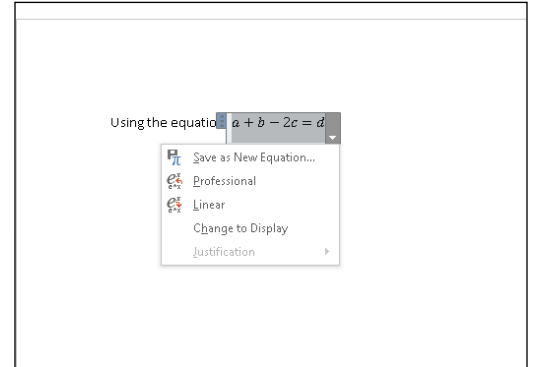 Using the equatio a + b − 2c = d
Save as New Equation...
Professional
Linear
Change to Display
Justification